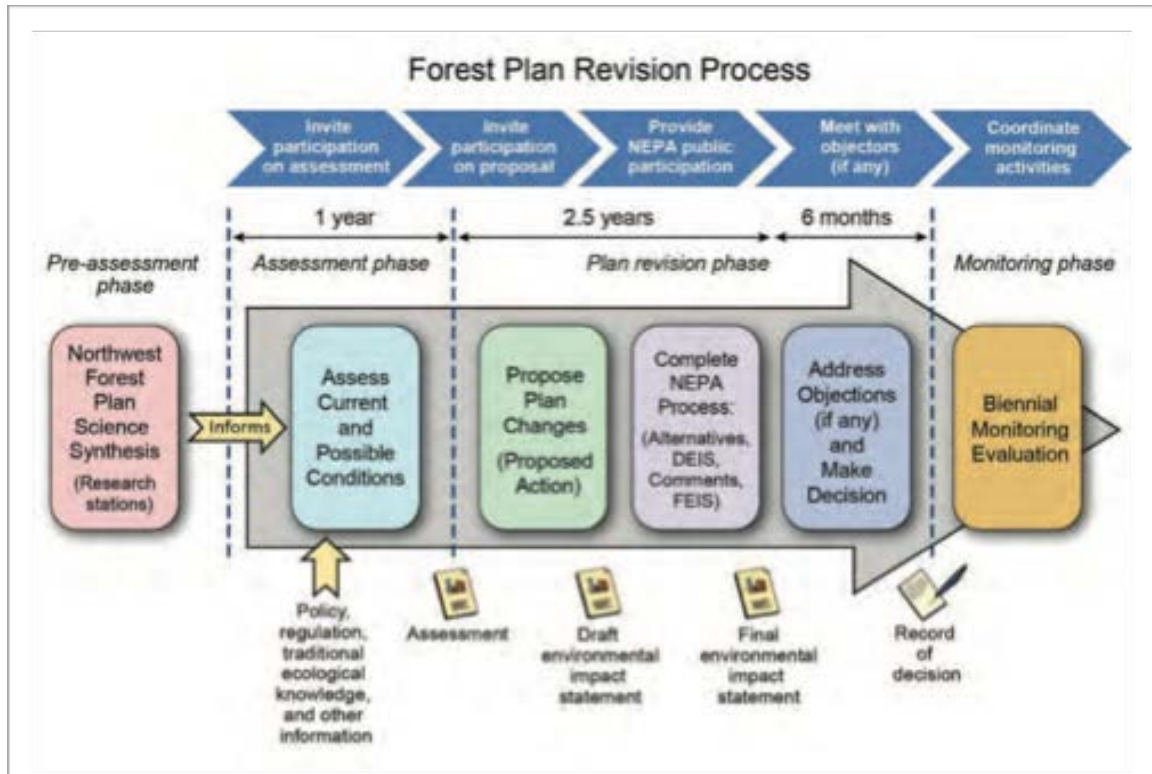 Forest Plan Revision Process
Invite
participation
on assessment
Invite
participation
on proposal
Provide
NEPA public
participation
Meet with
objectors
(if any)
Coordinate
monitoring
activities
1 year
2.5 years
6 months
Pre-assessment
phase
Assessment phase
Plan revision phase
Monitoring phase
Northwest
Forest
Plan
Science
Synthesis
(Research
stations)
Informs
Assess
Current
and
Possible
Conditions
Propose
Plan
Changes
(Proposed
Action)
Complete
NEPA
Process:
(Alternatives,
DEIS,
Comments,
FEIS)
Address
Objections
(if any)
and
Make
Decision
Biennial
Monitoring
Evaluation
Policy,
regulation,
traditional
ecological
knowledge,
and other
information
Assessment
Draft
environmental
impact
statement
Final
environmental
impact
statement
Record
of
decision